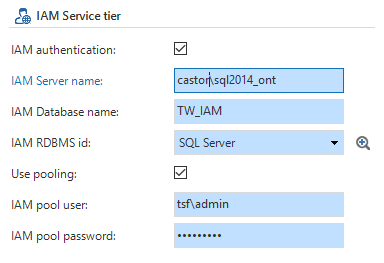 IAM Service tier
IAM authentication:
IAM Server name: castor\sql2014_ont
IAM Database name: TW_IAM
IAM RDBMS id: SQL Server
Use pooling:
IAM pool user: tsf\admin
IAM pool password: •••••••••